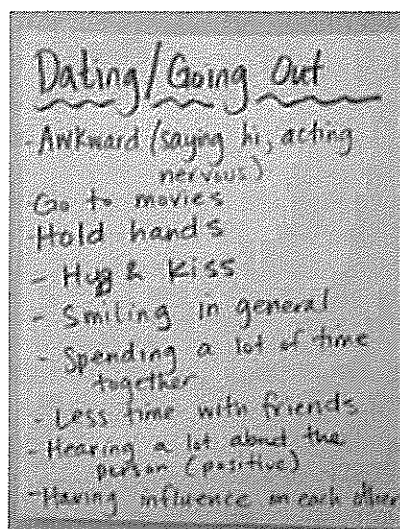 Dating/Going Out
- Awkward (saying hi, acting
nervous)
Go to movies
Hold hands
- Hug & kiss
- Smiling in general
- Spending a lot of time
together
- Less time with friends
- Hearing a lot about the
person (positive)
- Having influence on each other